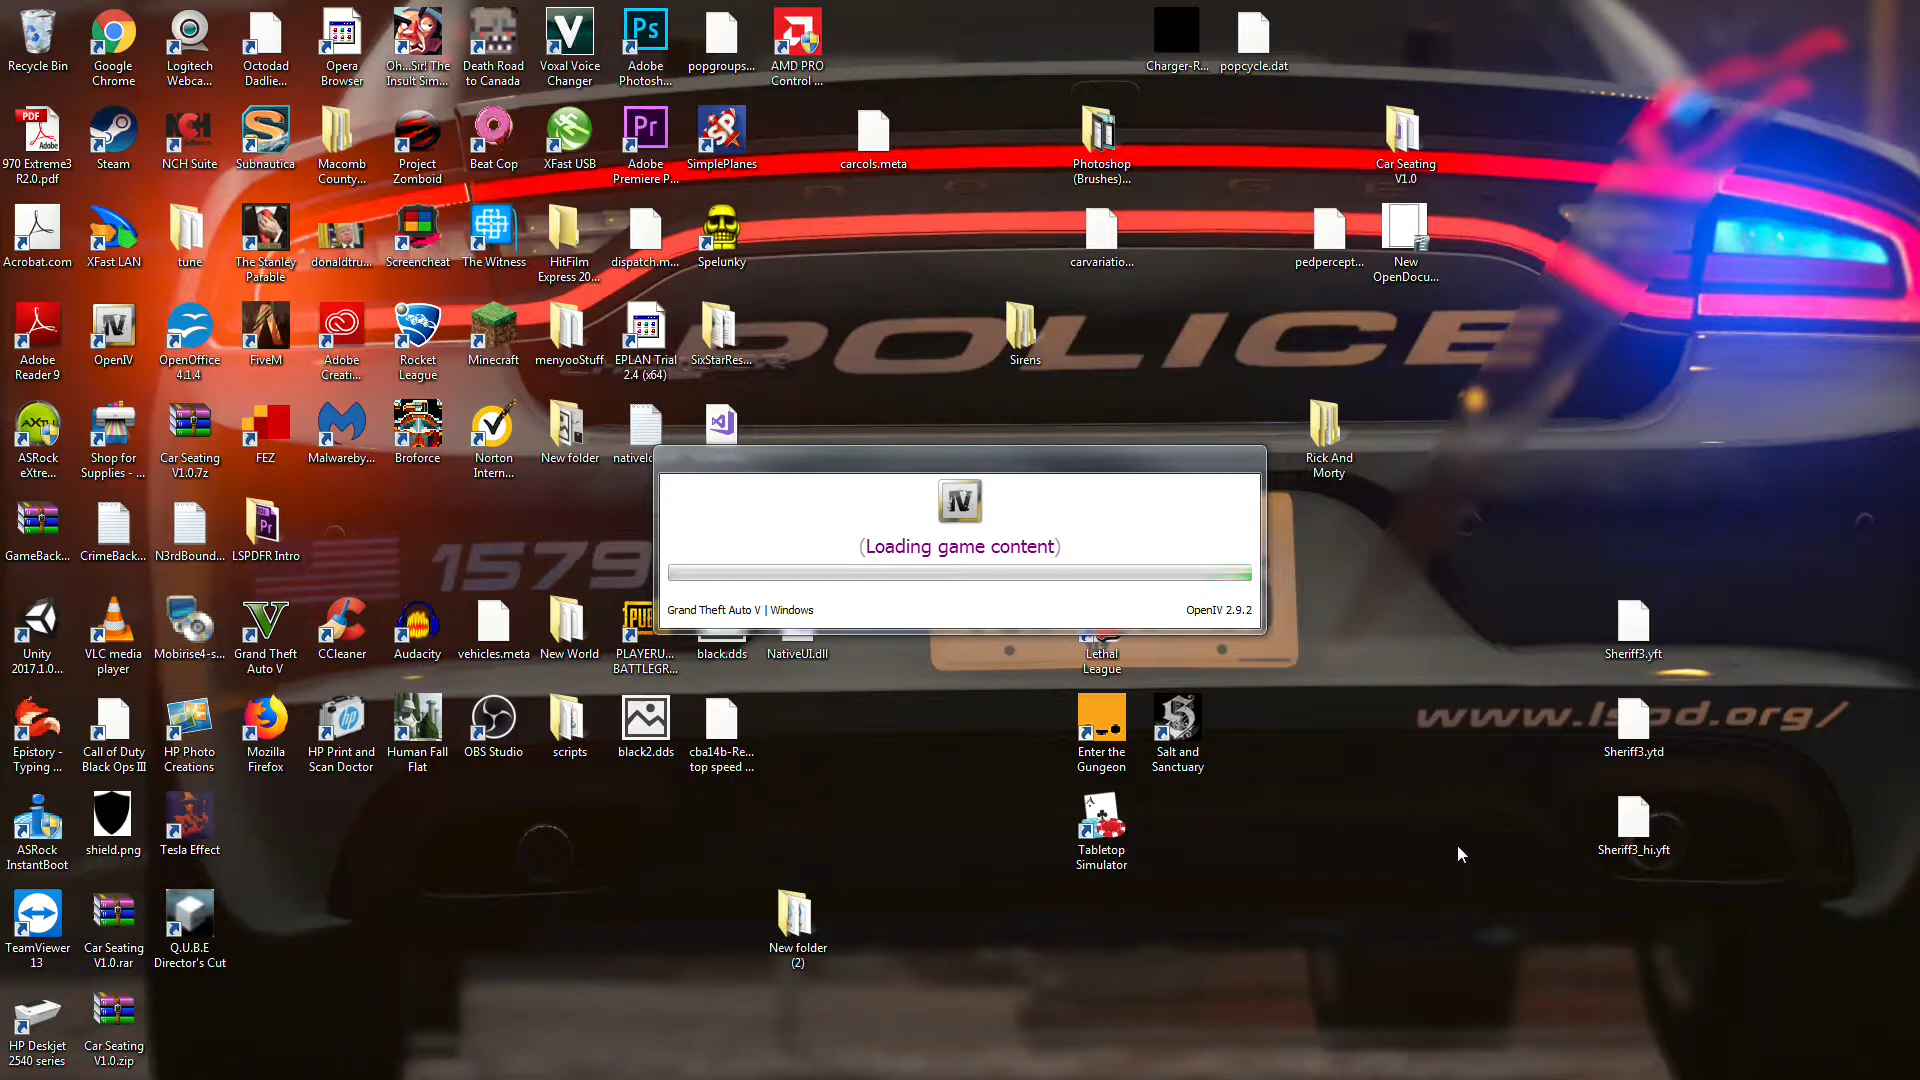 Recycle Bin
Google
Chrome
Logitech
Webca...
Octodad
Dadlie...
Opera
Browser
Oh...Sir! The
Insult Sim...
Death Road
to Canada
Voxal Voice
Changer
Adobe
Photosh...
popgroups...
AMD PRO
Control ...
Charger-R...
popcycle.dat
970 Extreme3
R2.0.pdf
Steam
NCH Suite
Subnautica
Macomb
County...
Project
Zomboid
Beat Cop
XFast USB
Adobe
Premiere P...
SimplePlanes
carcols.meta
Photoshop
(Brushes)...
Car Seating
V1.0
Acrobat.com
XFast LAN
tune
The Stanley
Parable
donaldtru...
Screencheat
The Witness
HitFilm
Express 20...
dispatch.m...
Spelunky
carvariatio...
pedpercept...
New
OpenDocu...
Adobe
Reader 9
OpenIV
OpenOffice
4.1.4
FiveM
Adobe
Creati...
Rocket
League
Minecraft
menyooStuff
EPLAN Trial
2.4 (x64)
SixStarRes...
Sirens
POLICE
ASRock
eXtre...
Shop for
Supplies - ...
Car Seating
V1.0.7z
FEZ
Malwareby...
Broforce
Norton
Intern...
New folder
Rick And
Morty
GameBack...
CrimeBack...
N3rdBound...
LSPDFR Intro
1579
(Loading game content)
Grand Theft Auto V | Windows
OpenIV 2.9.2
Unity
2017.1.0...
VLC media
player
Mobirise4-s...
Grand Theft
Auto V
CCleaner
Audacity
vehicles.meta
New World
PLAYERU...
BATTLEGR...
black.dds
NativeUI.dll
Lethal
League
Sheriff3.yft
www.lspd.org/
Epistory -
Typing ...
Call of Duty
Black Ops III
HP Photo
Creations
Mozilla
Firefox
HP Print and
Scan Doctor
Human Fall
Flat
OBS Studio
scripts
black2.dds
cba14b-Re...
top speed ...
Enter the
Gungeon
Salt and
Sanctuary
Sheriff3.ytd
ASRock
InstantBoot
shield.png
Tesla Effect
Tabletop
Simulator
Sheriff3_hi.yft
TeamViewer
13
Car Seating
V1.0.rar
Q.U.B.E
Director's Cut
New folder
(2)
HP Deskjet
2540 series
Car Seating
V1.0.zip